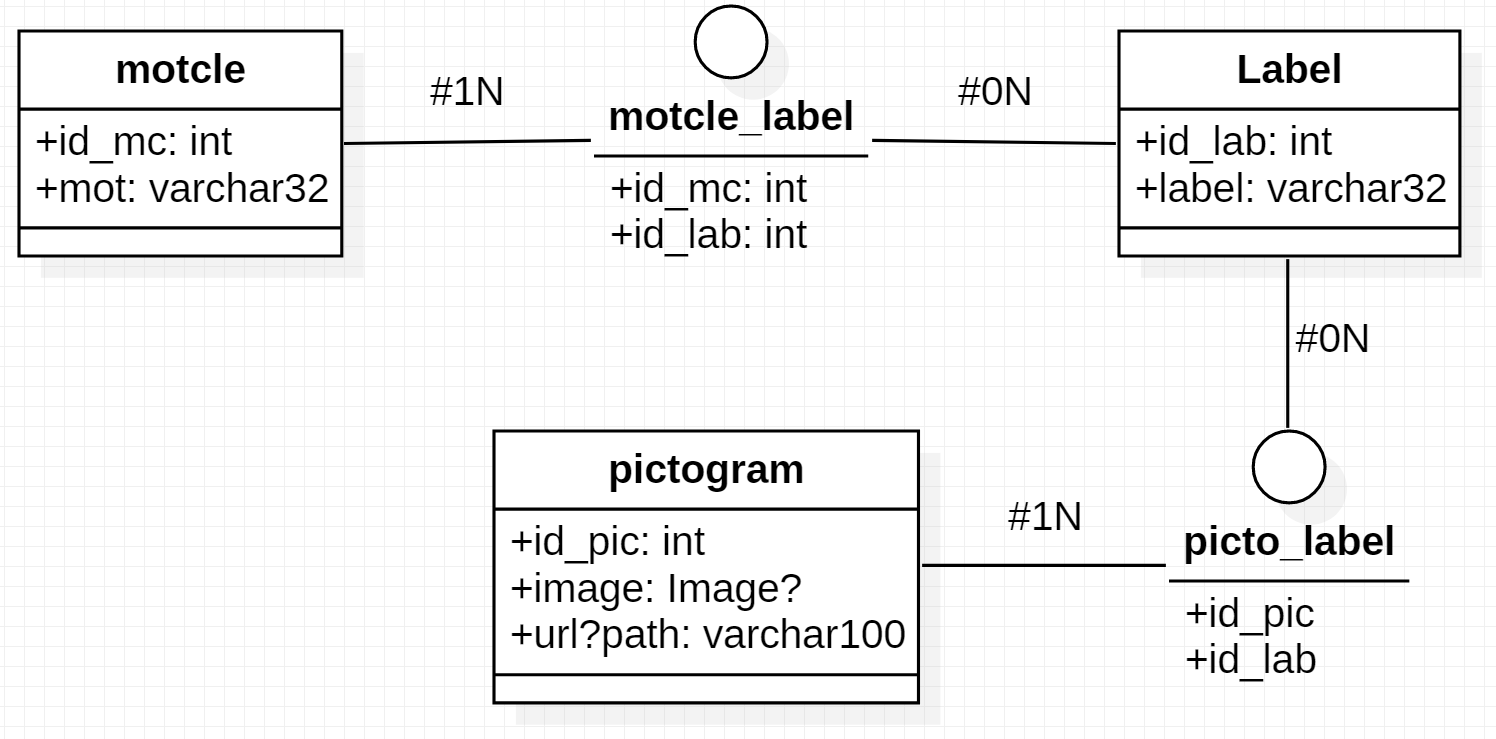 motcle
+id_mc: int
+mot: varchar32
#1N
motcle_label
+id_mc: int
+id_lab: int
#0N
Label
+id_lab: int
+label: varchar32
#0N
pictogram
+id_pic: int
+image: Image?
+url?path: varchar100
#1N
picto_label
+id_pic
+id_lab